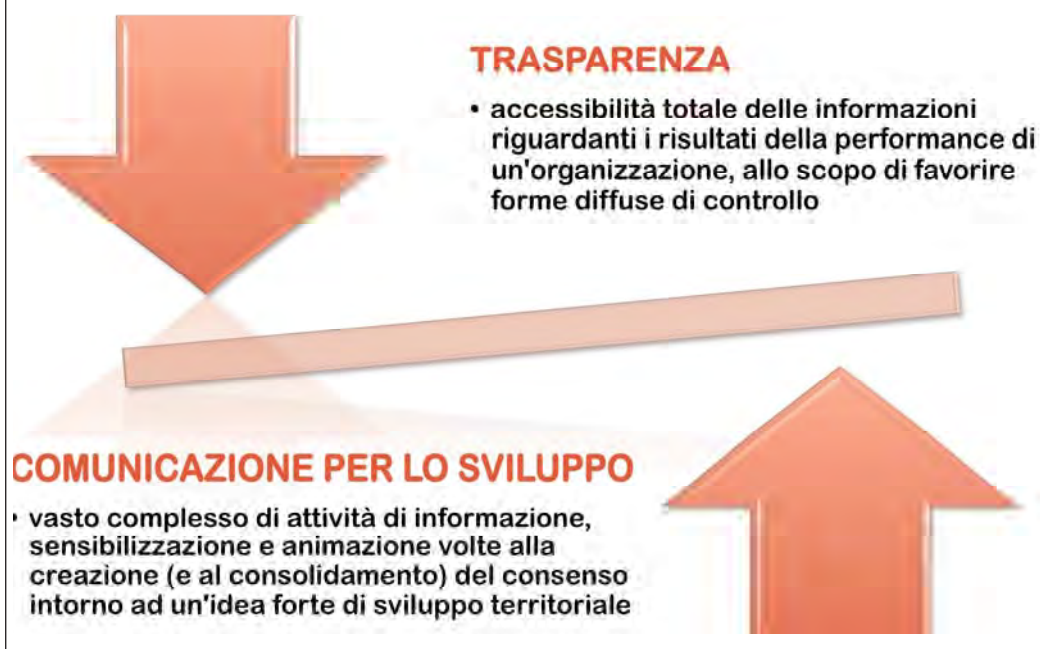 TRASPARENZA
• accessibilità totale delle informazioni
riguardanti i risultati della performance di
un'organizzazione, allo scopo di favorire
forme diffuse di controllo
COMUNICAZIONE PER LO SVILUPPO
• vasto complesso di attività di informazione,
sensibilizzazione e animazione volte alla
creazione (e al consolidamento) del consenso
intorno ad un'idea forte di sviluppo territoriale